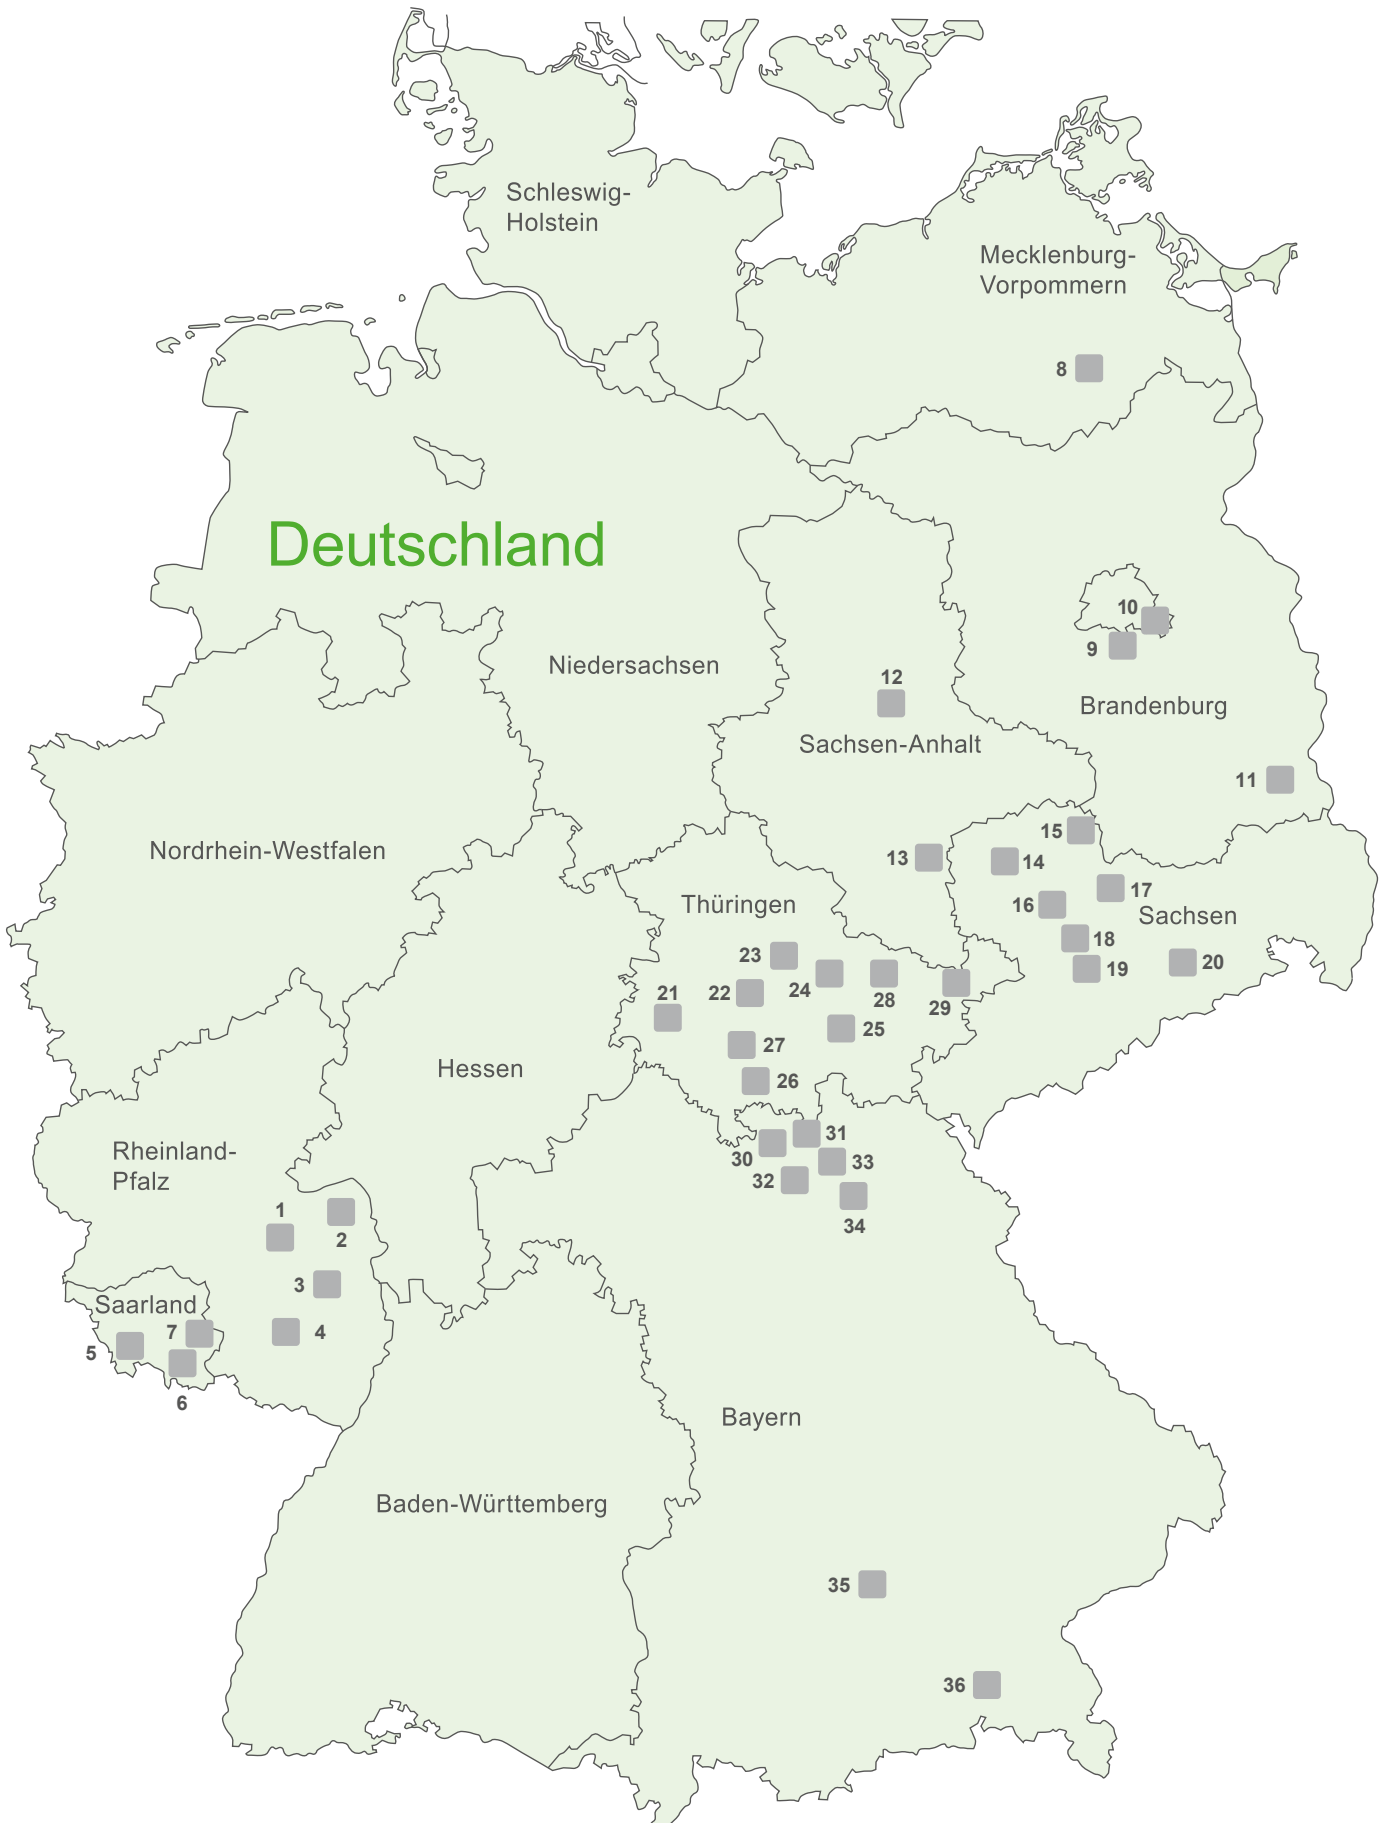 Schleswig-
Holstein
Mecklenburg-
Vorpommern
8
Deutschland
10
9
Niedersachsen
12
Brandenburg
Sachsen-Anhalt
11
15
Nordrhein-Westfalen
13
14
17
Thüringen
16
Sachsen
18
23
19
20
21
22
24
28
29
25
27
Hessen
26
31
Rheinland-
Pfalz
30
33
32
1
34
2
3
Saarland
7
4
5
6
Bayern
Baden-Württemberg
35
36